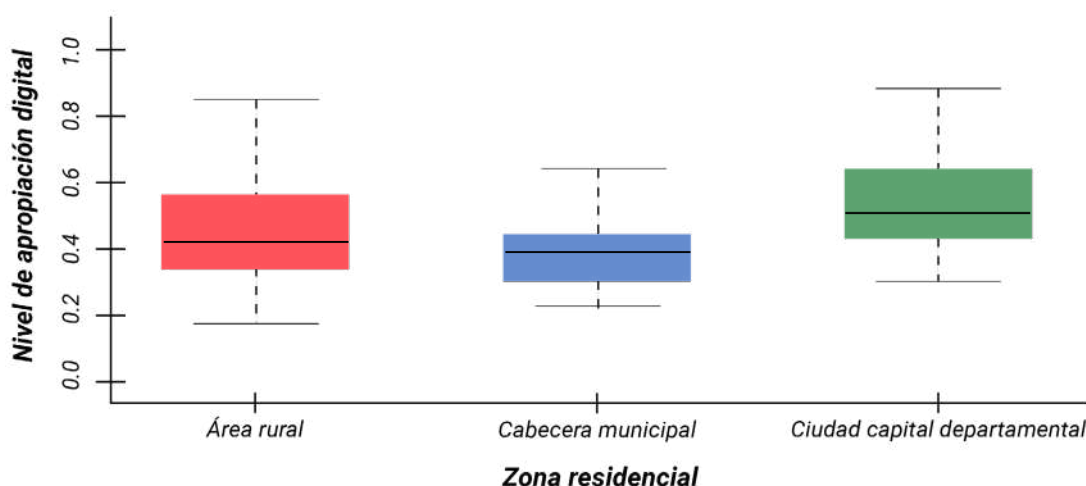 Nivel de apropiación digital
1.0
0.8
0.6
0.4
0.2
0.0
Área rural
Cabecera municipal
Ciudad capital departamental
Zona residencial